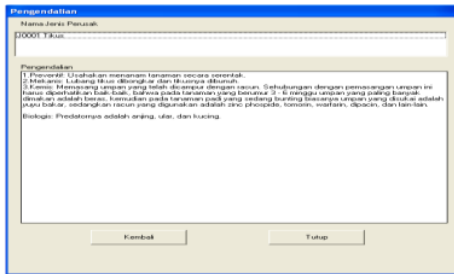 Pengendalian
Nama Jenis Perusak
J0001 Tikus
Pengendalian
1.Preventif: Usahakan menanam tanaman secara serentak.
2.Mekanis: Lubang tikus dibongkar dan tikusnya dibunuh.
3.Kemis: Memasang umpan yang telah dicampur dengan racun. Sehubungan dengan pemasangan umpan ini
harus diperhatikan baik-baik, bahwa pada tanaman yang berumur 3 - 6 minggu umpan yang paling banyak
dimakan adalah beras, kemudian pada tanaman padi yang sedang bunting biasanya umpan yang disukai adalah
yuyu bakar, sedangkan racun yang digunakan adalah zinc phospide, tomorin, warfarin, dipacin, dan lain-lain.
Biologis: Predatornya adalah anjing, ular, dan kucing.
Kembali
Tutup